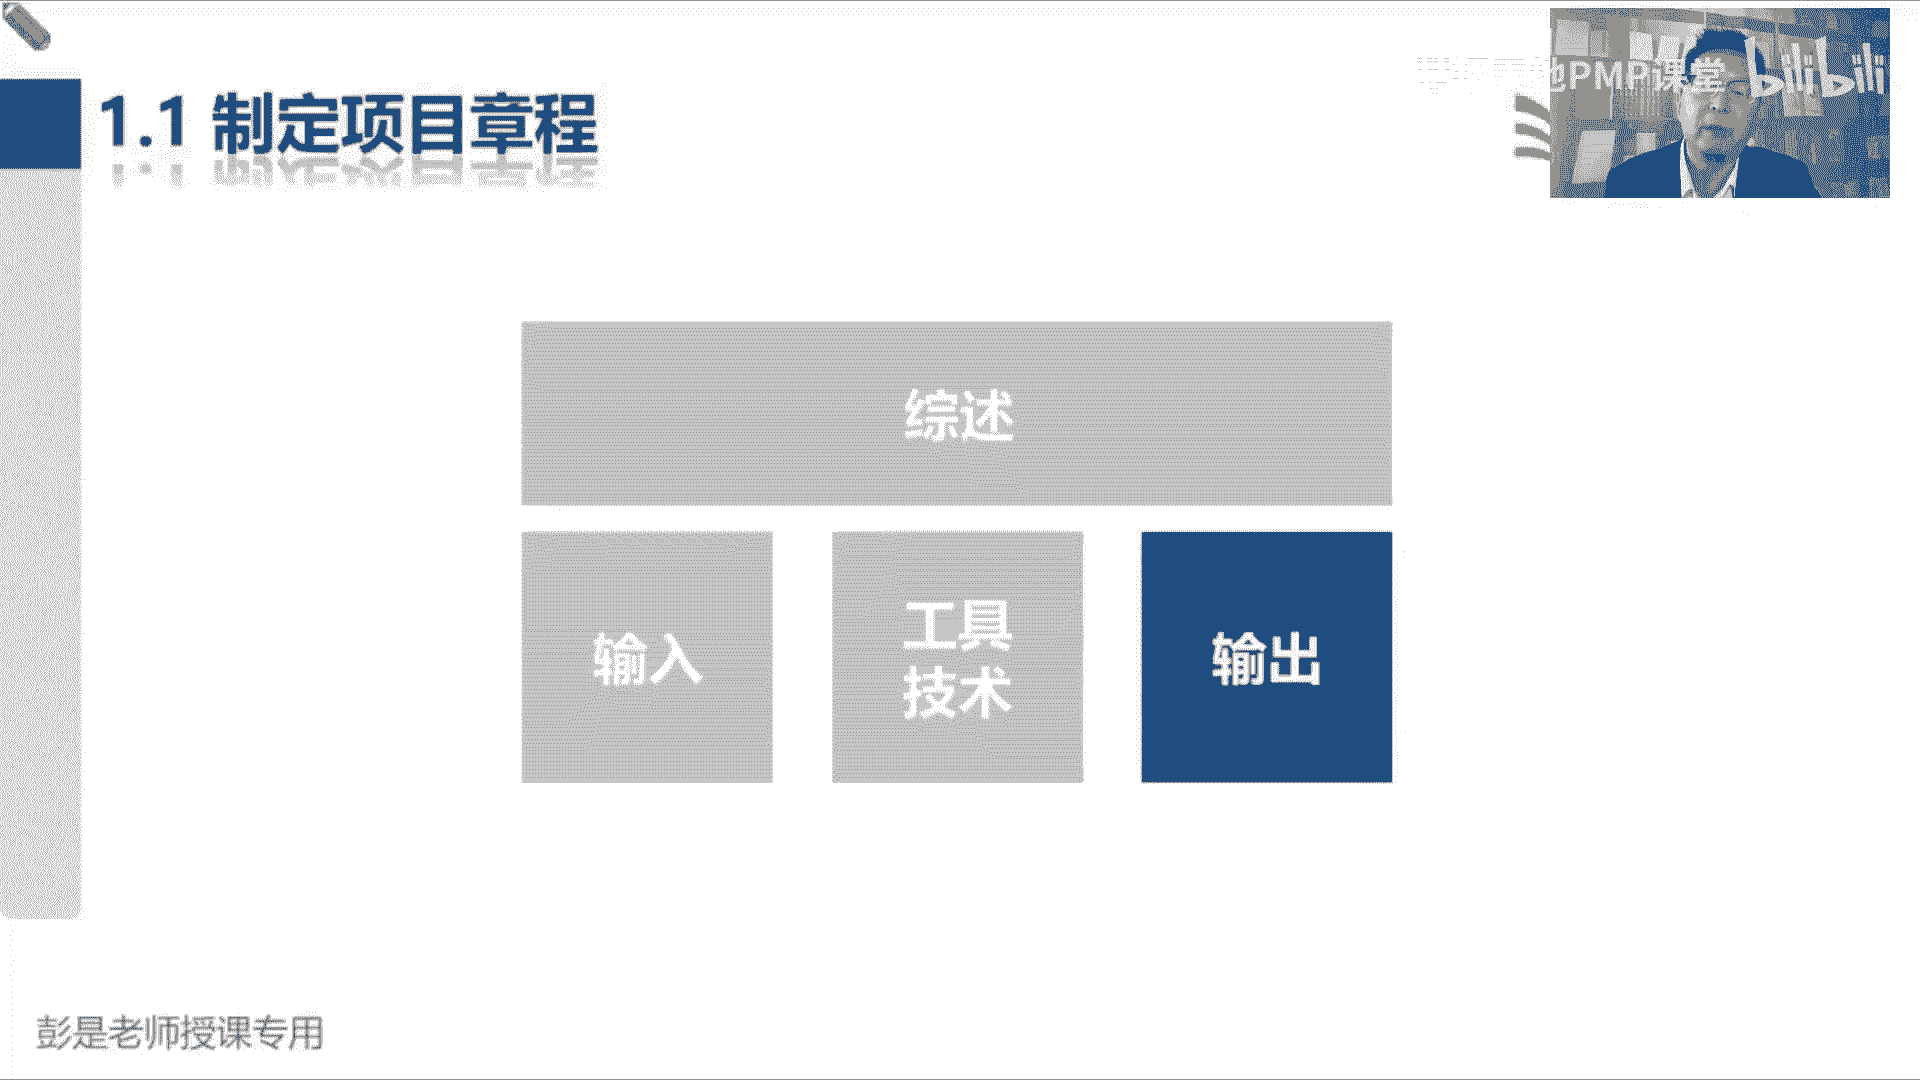 1.1 制定项目章程
PMP课堂
bilibili
综述
输入
工具
技术
输出
彭是老师授课专用